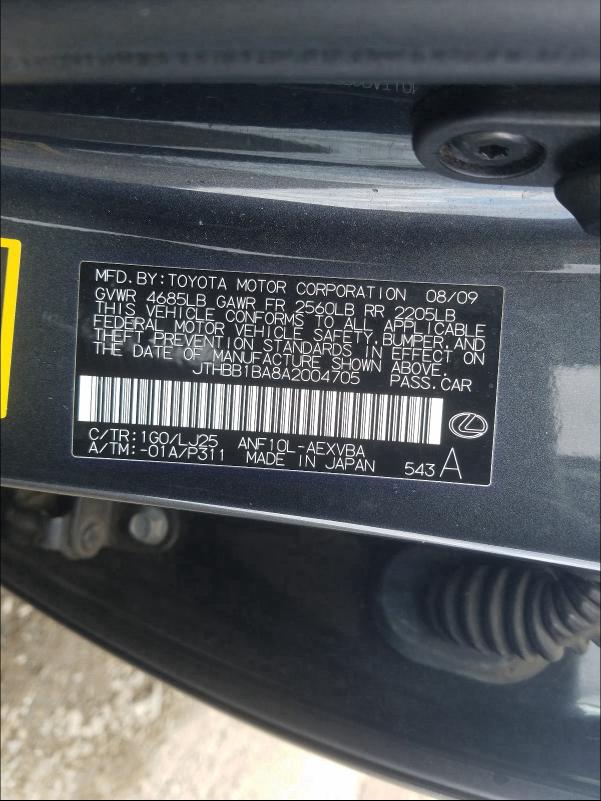 MFD.BY:TOYOTA MOTOR CORPORATION 08/09
GVWR 4685LB GAWR FR 2560LB RR 2205LB
THIS VEHICLE CONFORMS TO ALL APPLICABLE
FEDERAL MOTOR VEHICLE SAFETY,BUMPER,AND
THEFT PREVENTION STANDARDS IN EFFECT ON
THE DATE OF MANUFACTURE SHOWN ABOVE.
JTHBB1BA8A2004705 PASS.CAR
C/TR:1G0/LJ25 ANF10L-AEXVBA
A/TM:-01A/P311 MADE IN JAPAN 543 A